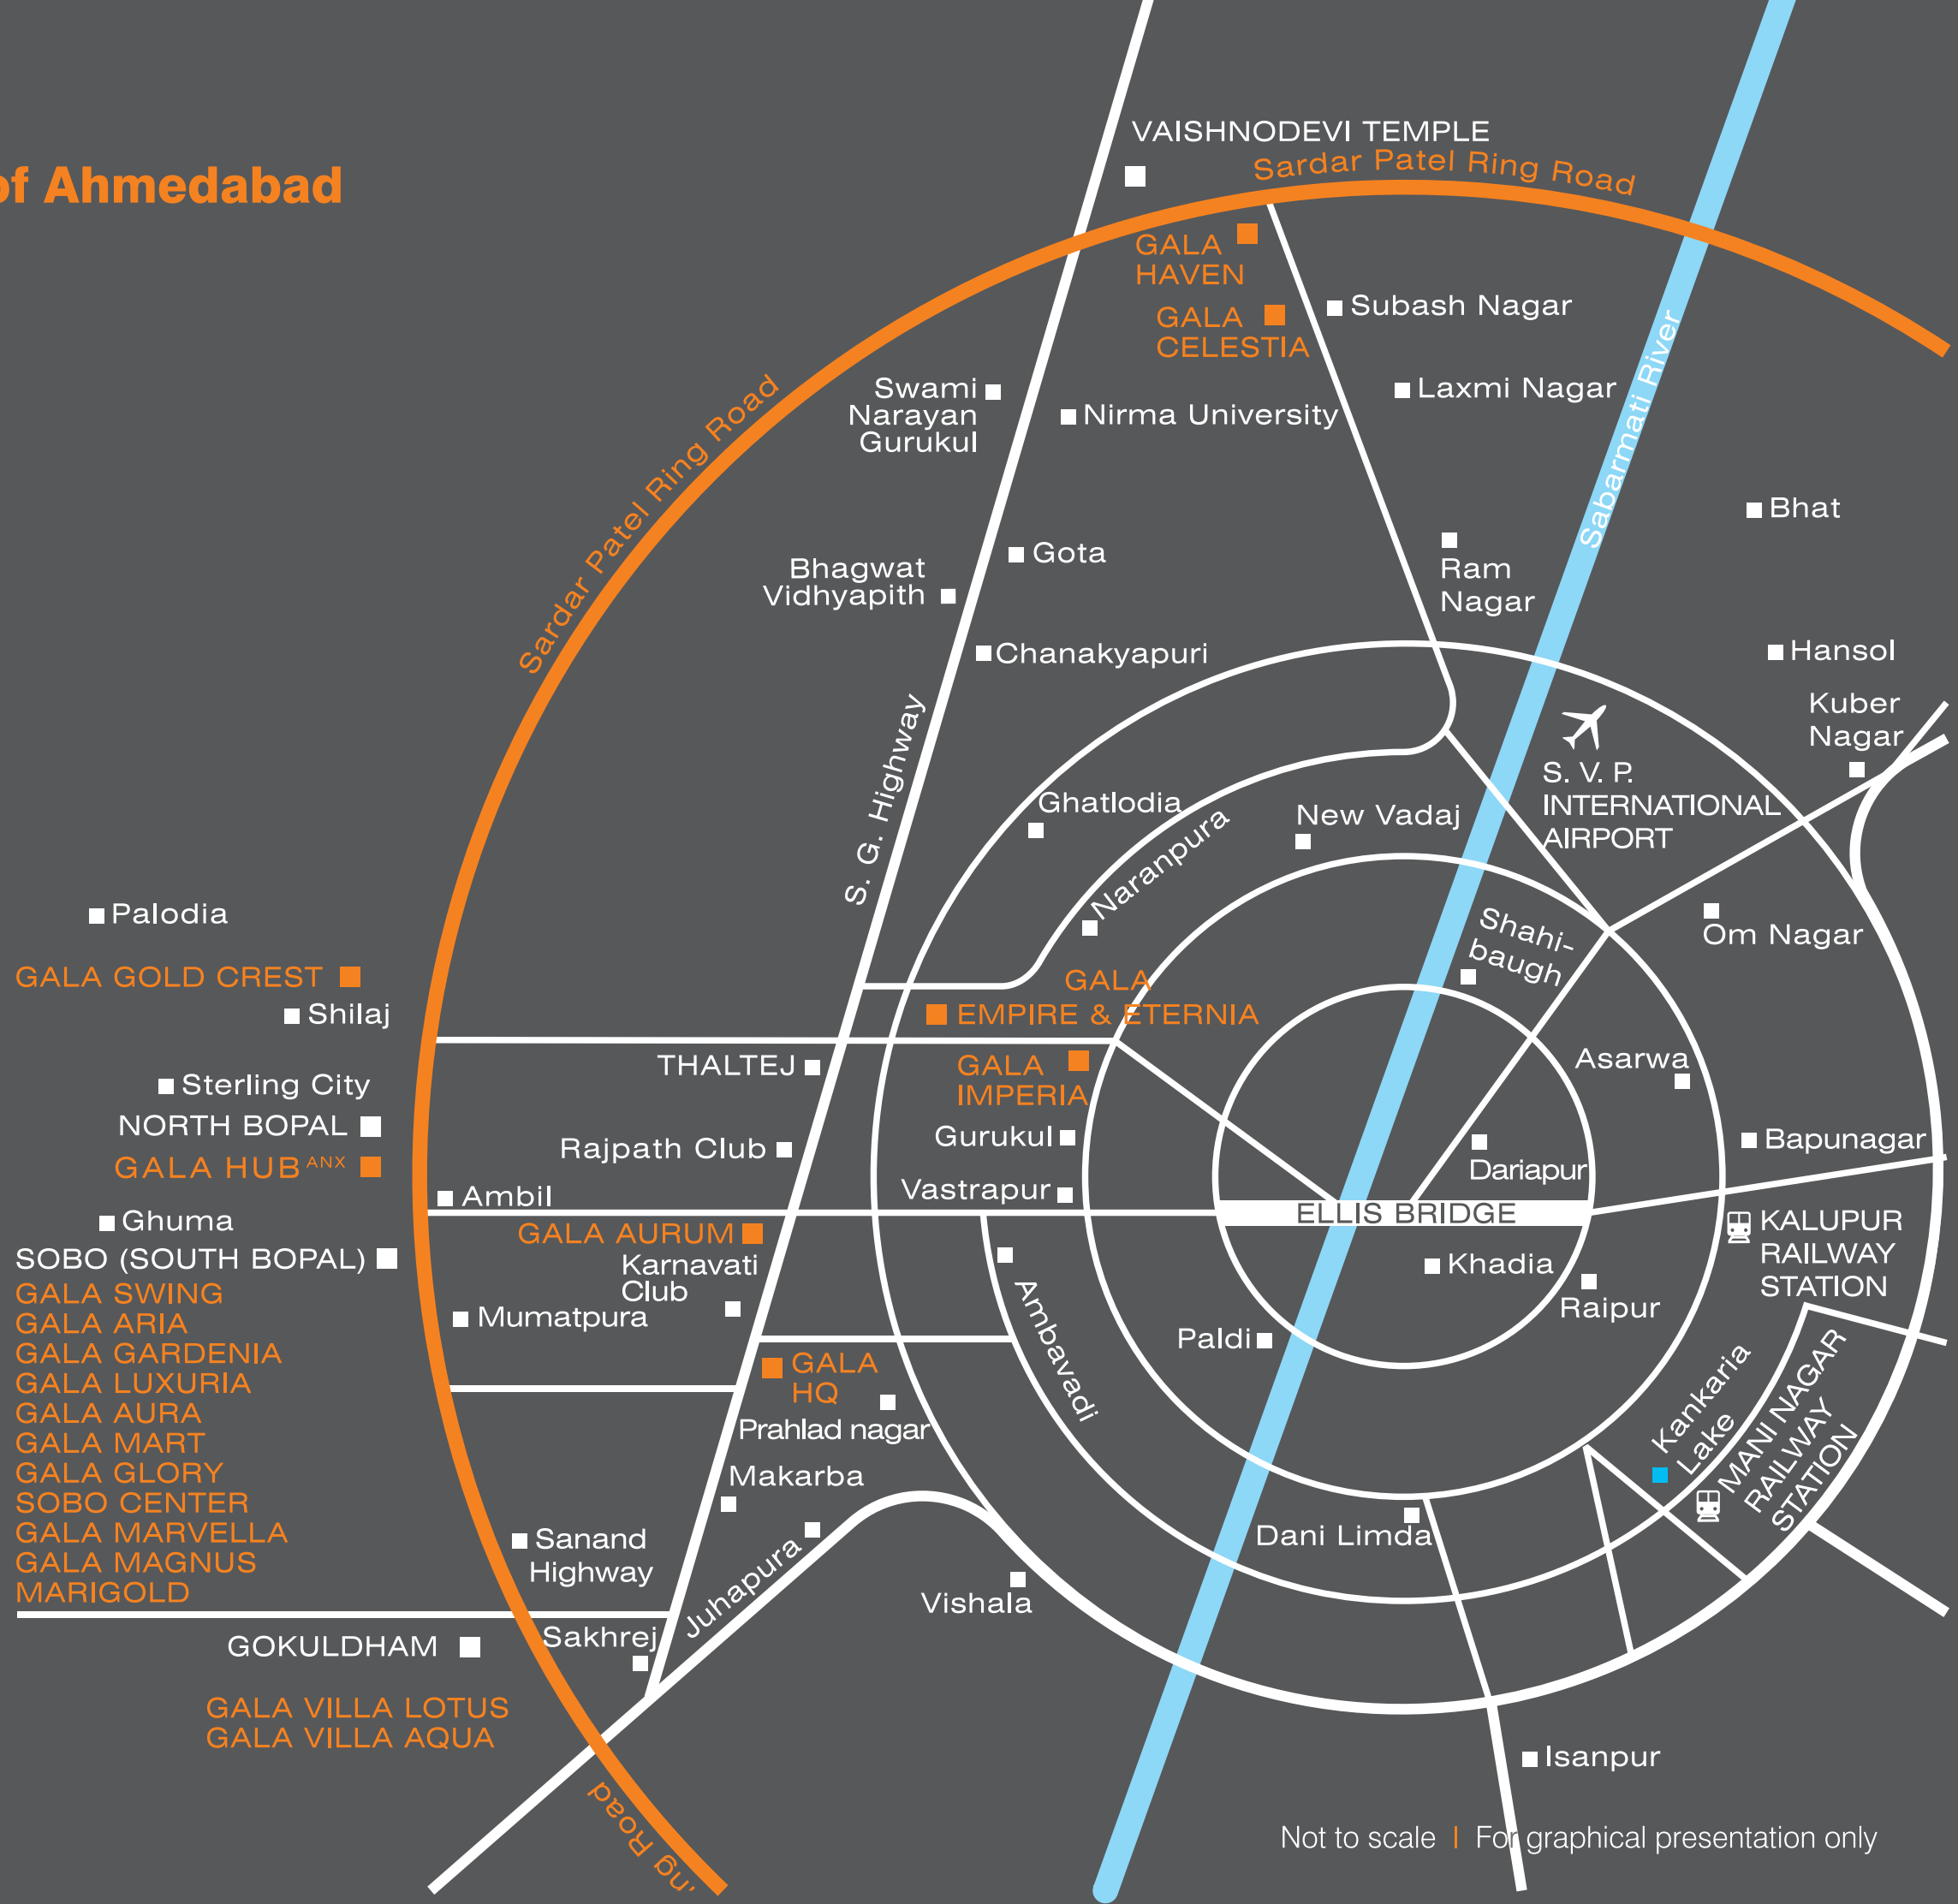 of Ahmedabad
VAISHNODEVI TEMPLE
Sardar Patel Ring Road
GALA
HAVEN
GALA
CELESTIA
Subash Nagar
Laxmi Nagar
Sabarmati River
Swami
Narayan
Gurukul
Nirma University
Sardar Patel Ring Road
Bhat
Gota
Bhagwat
Vidhyapith
Ram
Nagar
Chanakyapuri
Hansol
Kuber
Nagar
S. G. Highway
S. V. P.
INTERNATIONAL
AIRPORT
Ghatlodia
Naranpura
New Vadaj
Palodia
Shahi-
baugh
Om Nagar
GALA GOLD CREST
Shilaj
GALA
EMPIRE & ETERNIA
THALTEJ
GALA
IMPERIA
Asarwa
Sterling City
NORTH BOPAL
GALA HUB ANX
Rajpath Club
Gurukul
Dariapur
Bapunagar
Ambil
Vastrapur
ELLIS BRIDGE
Ghuma
GALA AURUM
Karnavati
Club
KALUPUR
RAILWAY
STATION
SOBO (SOUTH BOPAL)
GALA SWING
GALA ARIA
GALA GARDENIA
GALA LUXURIA
GALA AURA
GALA MART
GALA GLORY
SOBO CENTER
GALA MARVELLA
GALA MAGNUS
MARIGOLD
Mumatpura
Ambavadi
Khadia
Raipur
Paldi
GALA
HQ
Prahlad nagar
Kankaria
Lake
MANI NAGAR
RAILWAY
STATION
Makarba
Sanand
Highway
Juhapura
Dani Limda
Vishala
Sakhrej
GOKULDHAM
GALA VILLA LOTUS
GALA VILLA AQUA
Isanpur
ng Road
Not to scale | For graphical presentation only